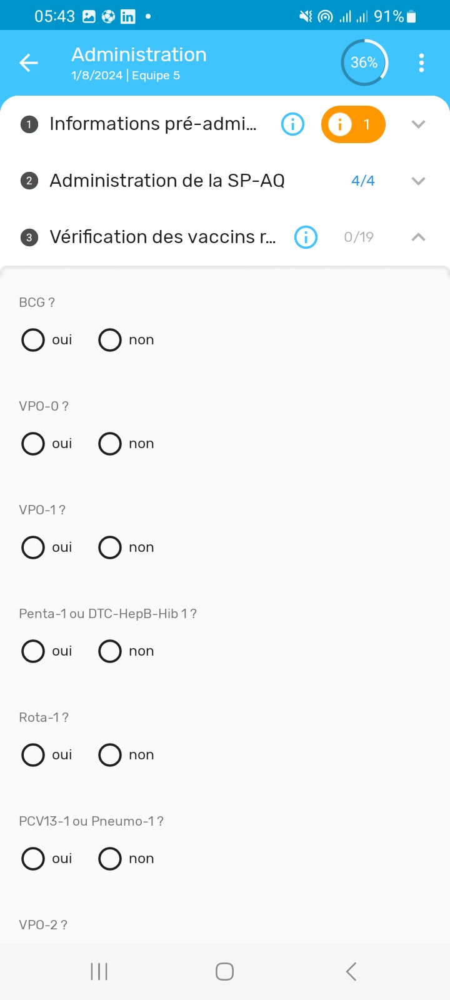 05:43 in 91%
Administration
1/8/2024 | Equipe 5
36%
1 Informations pré-admi... i i 1
2 Administration de la SP-AQ 4/4
3 Vérification des vaccins r... i 0/19
BCG ?
oui non
VPO-0 ?
oui non
VPO-1 ?
oui non
Penta-1 ou DTC-HepB-Hib 1 ?
oui non
Rota-1 ?
oui non
PCV13-1 ou Pneumo-1 ?
oui non
VPO-2 ?